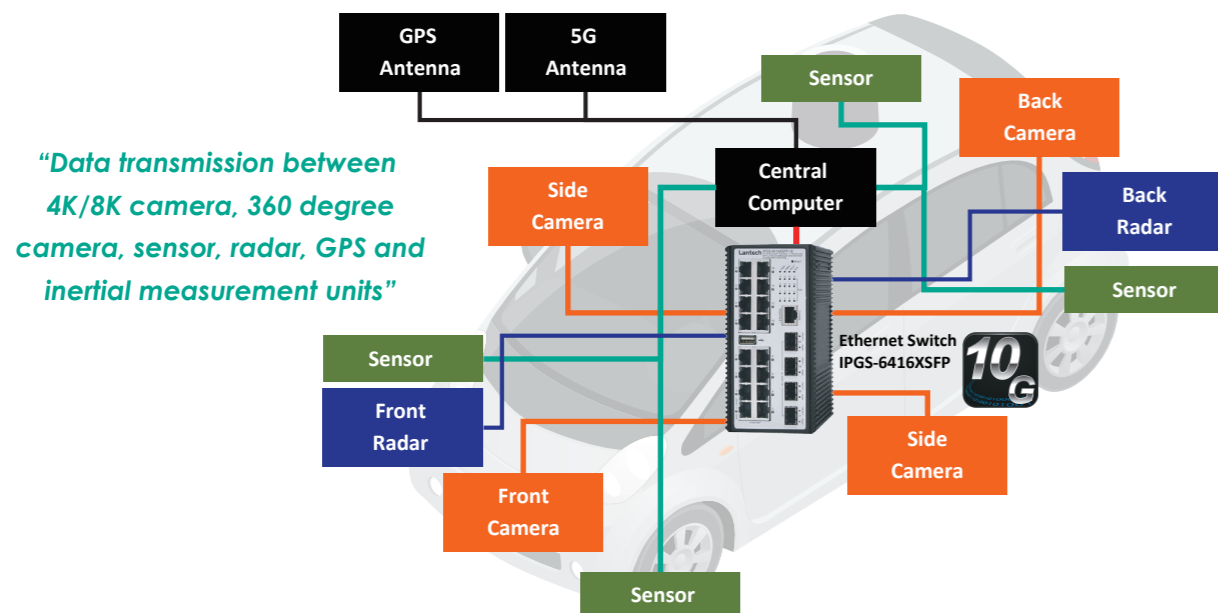 GPS
Antenna
5G
Antenna
Sensor
Back
Camera
“Data transmission between
4K/8K camera, 360 degree
camera, sensor, radar, GPS and
inertial measurement units”
Side
Camera
Central
Computer
Back
Radar
Lantech
Sensor
Ethernet Switch
IPGS-6416XSFP
10
G
Sensor
Front
Radar
Side
Camera
Front
Camera
Sensor